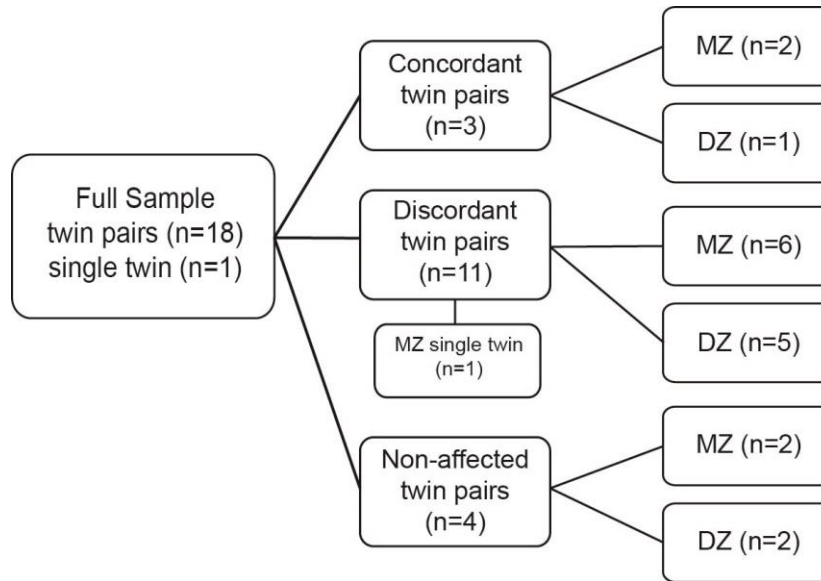 Full Sample
twin pairs (n=18)
single twin (n=1)
Concordant
twin pairs
(n=3)
MZ (n=2)
DZ (n=1)
Discordant
twin pairs
(n=11)
MZ single twin
(n=1)
MZ (n=6)
DZ (n=5)
Non-affected
twin pairs
(n=4)
MZ (n=2)
DZ (n=2)